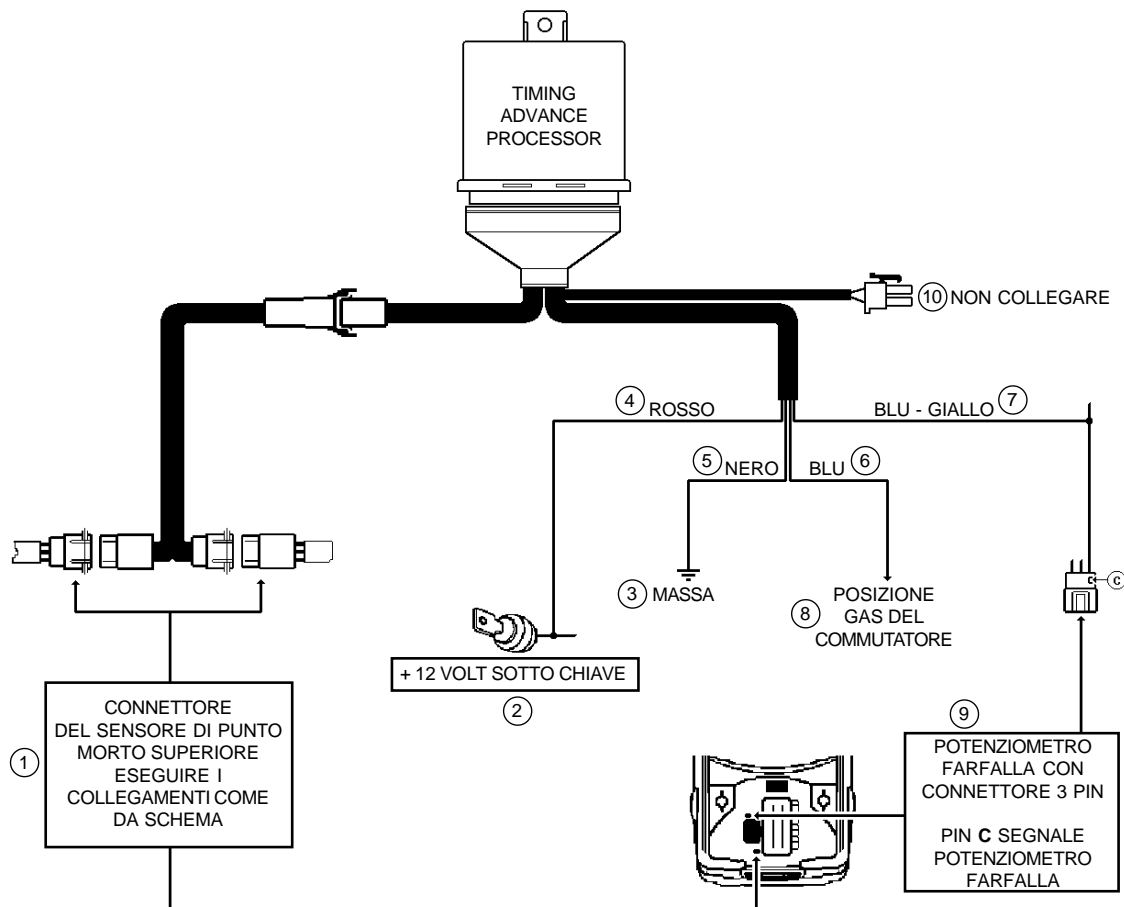 TIMING
ADVANCE
PROCESSOR
10 NON COLLEGARE
4 ROSSO
BLU - GIALLO 7
5 NERO
BLU 6
C
3 MASSA
8 POSIZIONE
GAS DEL
COMMUTATORE
+ 12 VOLT SOTTO CHIAVE
2
1
CONNETTORE
DEL SENSORE DI PUNTO
MORTO SUPERIORE
ESEGUIRE I
COLLEGAMENTI COME
DA SCHEMA
9
POTENZIOMETRO
FARFALLA CON
CONNETTORE 3 PIN
PIN C SEGNALE
POTENZIOMETRO
FARFALLA